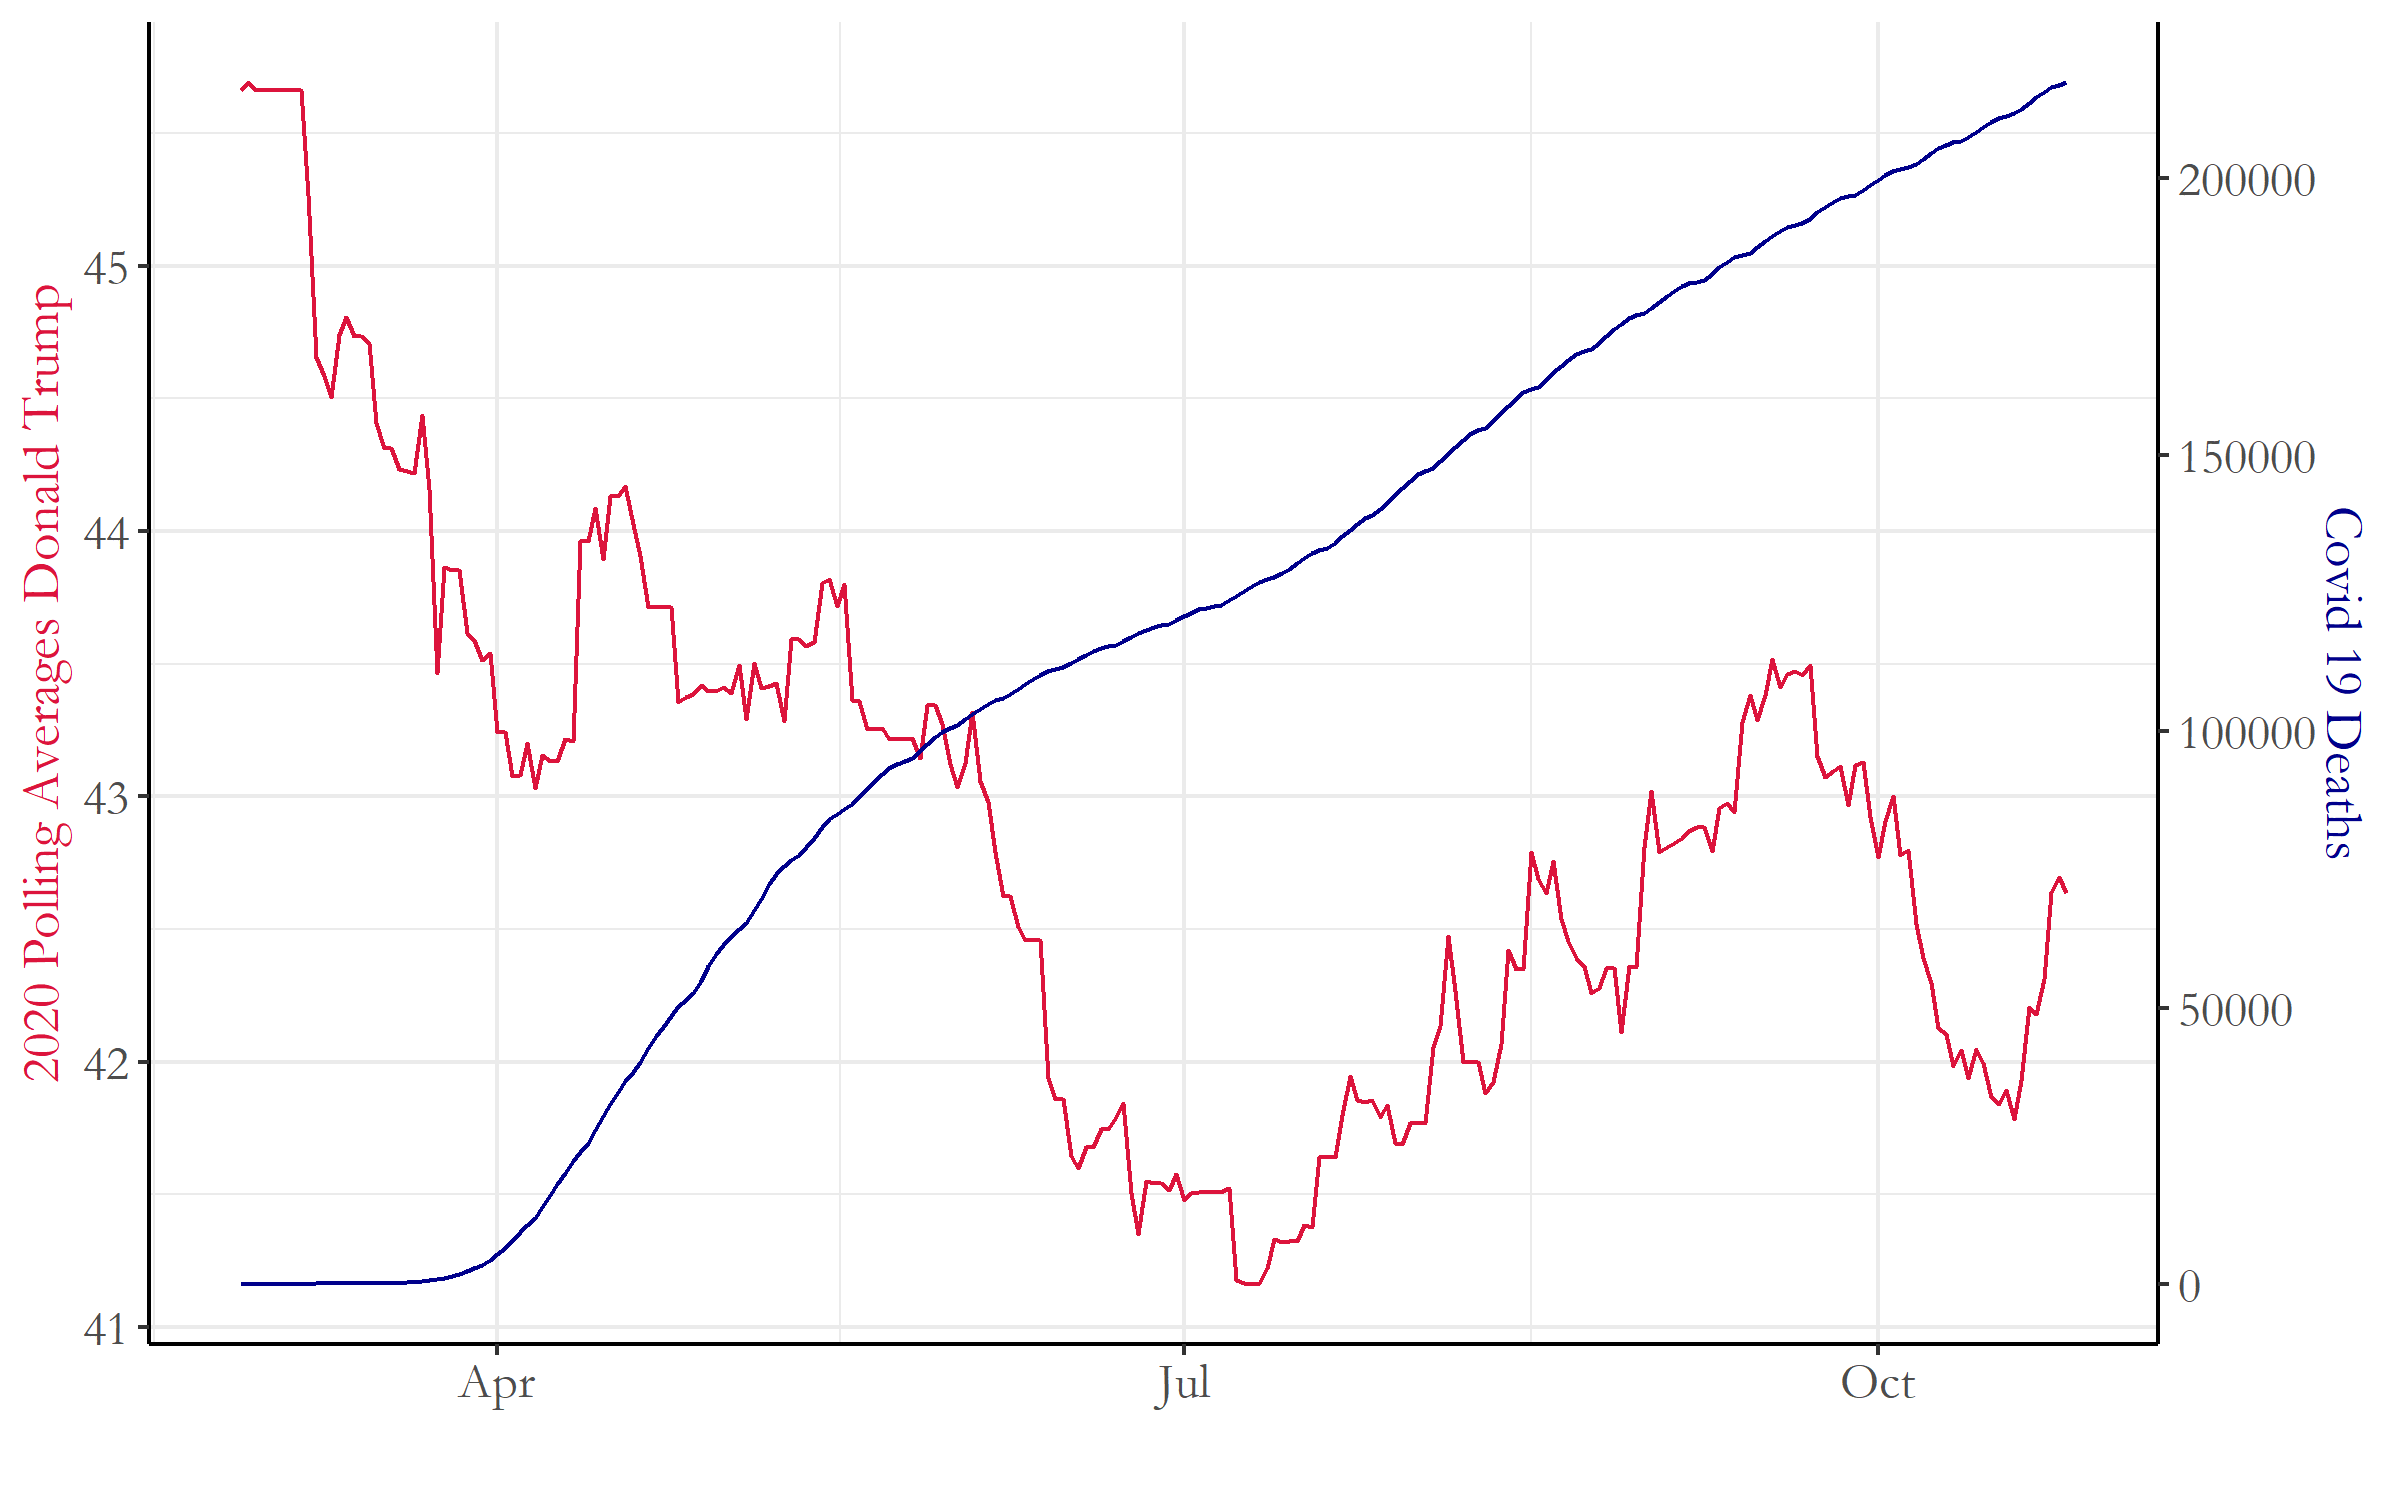 2020 Polling Averages Donald Trump
45
44
43
42
41
Apr
Jul
Oct
200000
150000
100000
50000
0
Covid 19 Deaths